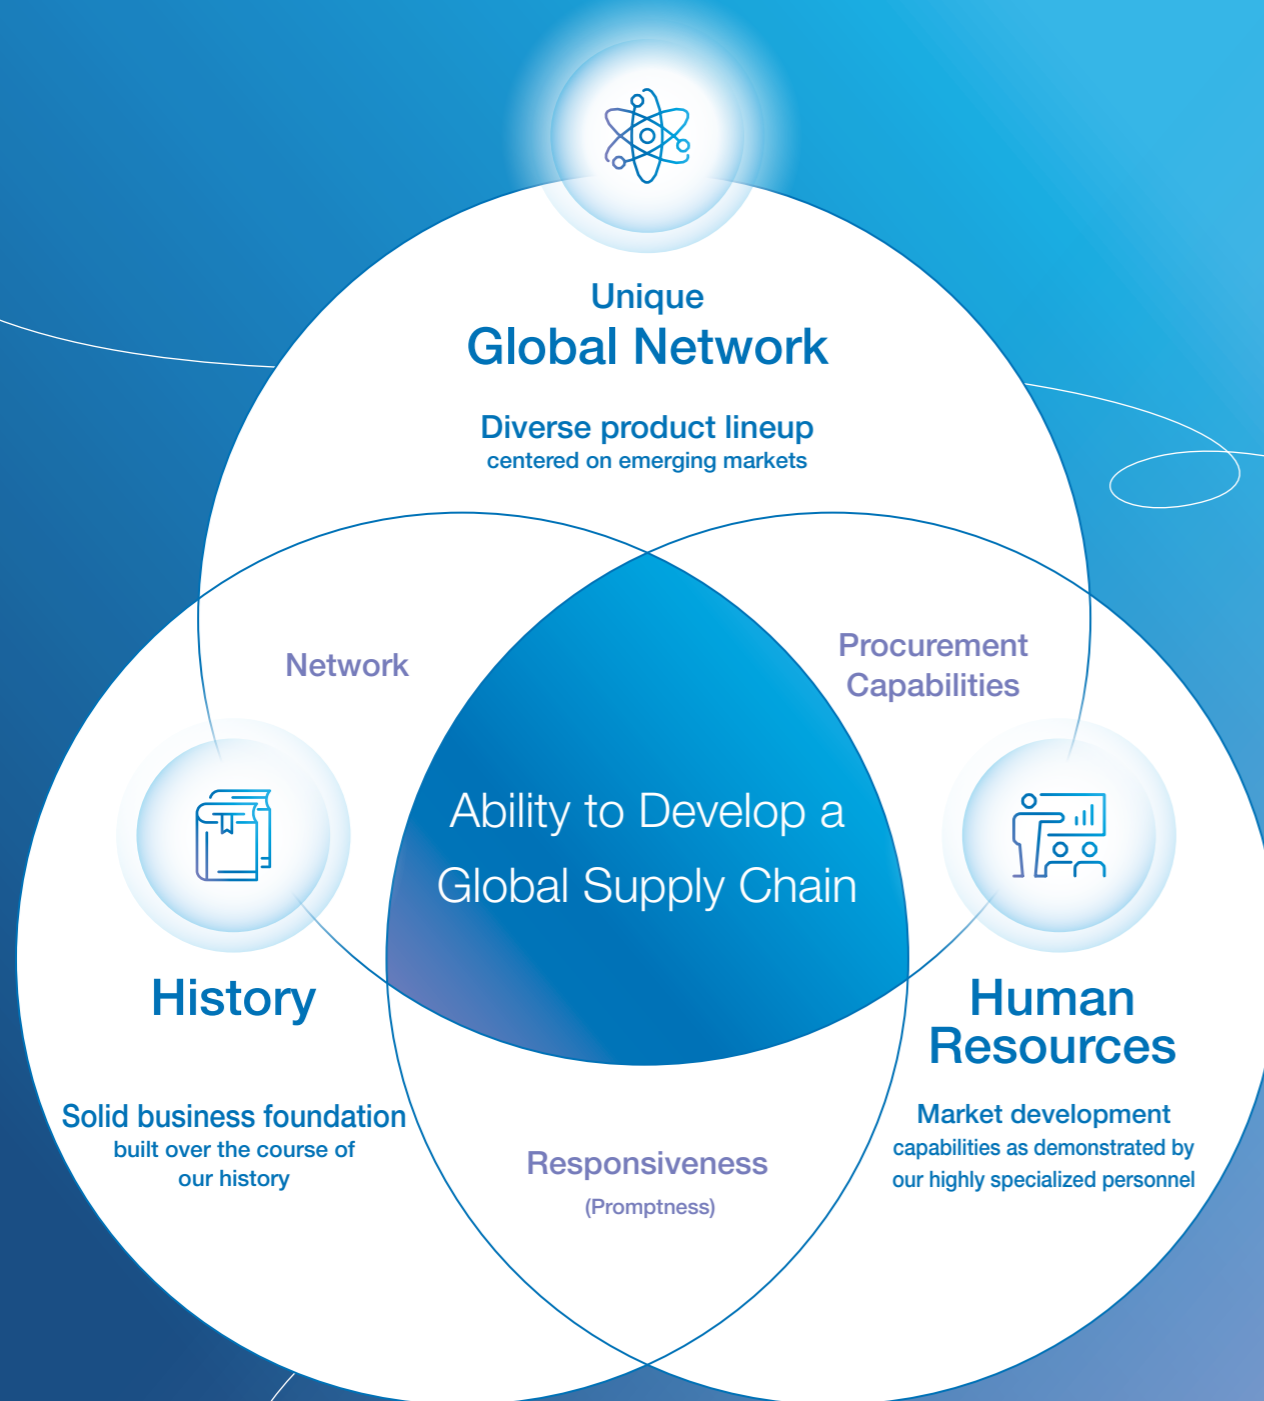 Unique
Global Network
Diverse product lineup
centered on emerging markets
Network
Procurement
Capabilities
Ability to Develop a
Global Supply Chain
History
Solid business foundation
built over the course of
our history
Human
Resources
Market development
capabilities as demonstrated by
our highly specialized personnel
Responsiveness
(Promptness)